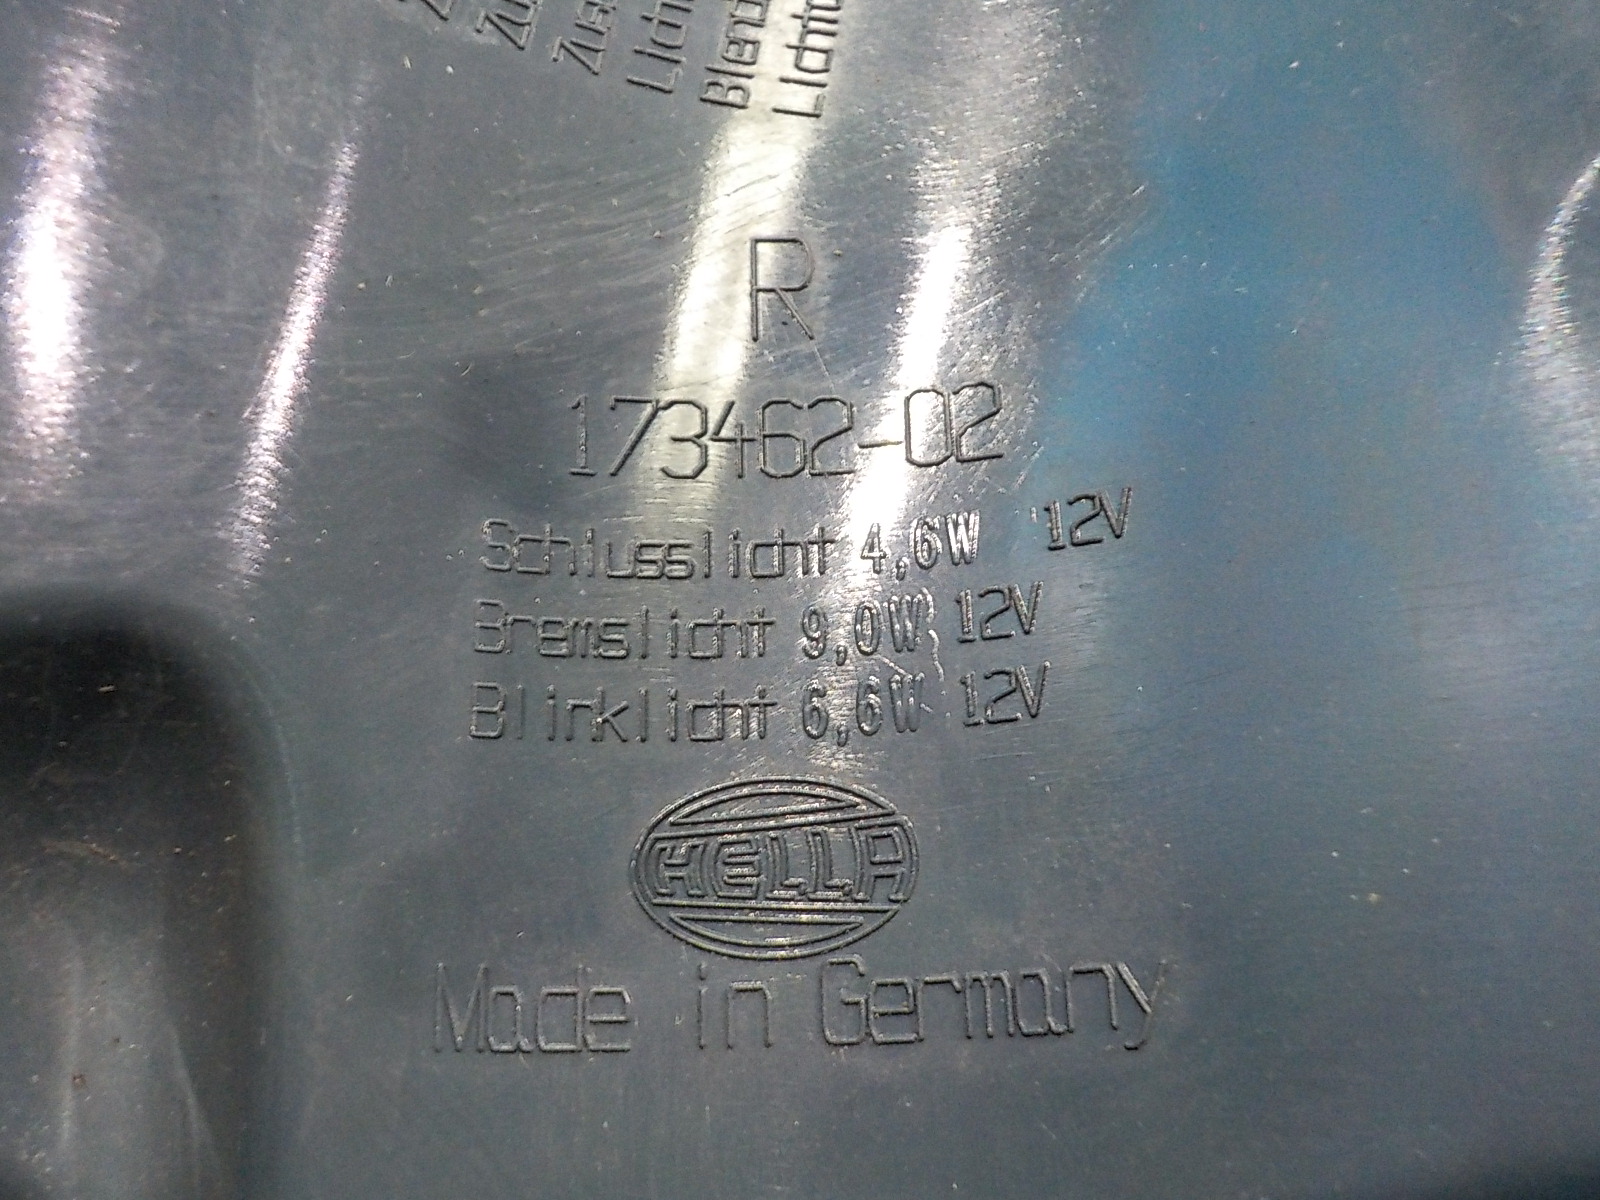 R
173462-02
Schlusslicht 4,6W 12V
Bremslicht 9,0W 12V
Blinklicht 6,6W 12V
HELLA
Made in Germany